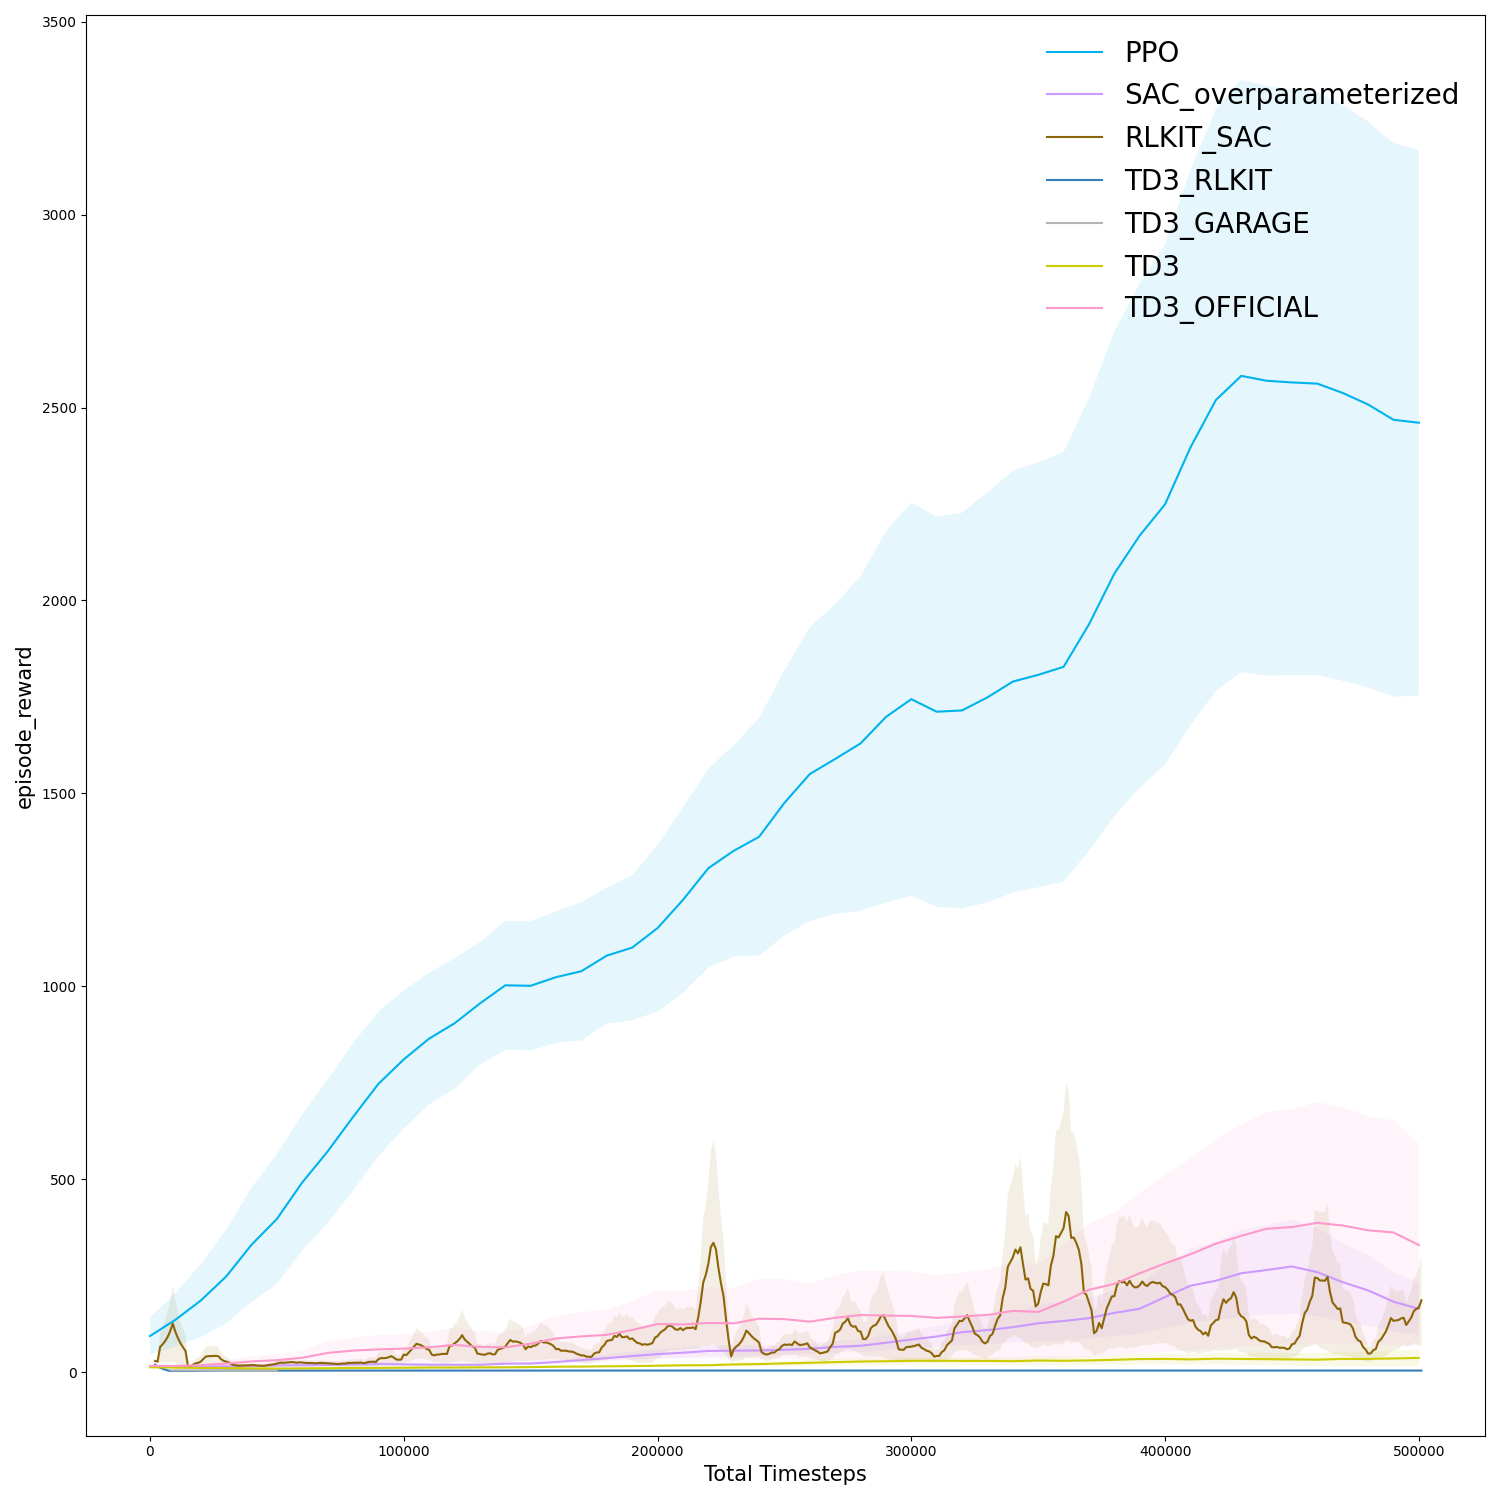 3500
3000
2500
2000
1500
1000
500
0
episode_reward
PPO
SAC_overparameterized
RLKIT_SAC
TD3_RLKIT
TD3_GARAGE
TD3
TD3_OFFICIAL
0 100000 200000 300000 400000 500000
Total Timesteps